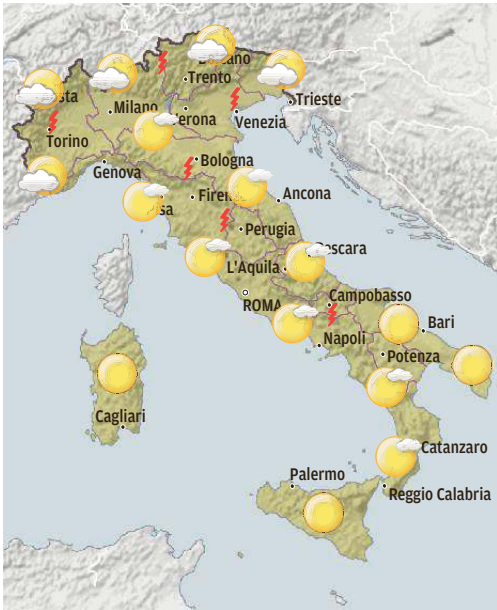 Trento
Trieste
Milano
Venezia
Torino
Bologna
Genova
Ancona
Perugia
L'Aquila
Campobasso
ROMA
Bari
Napoli
Potenza
Cagliari
Catanzaro
Palermo
Reggio Calabria